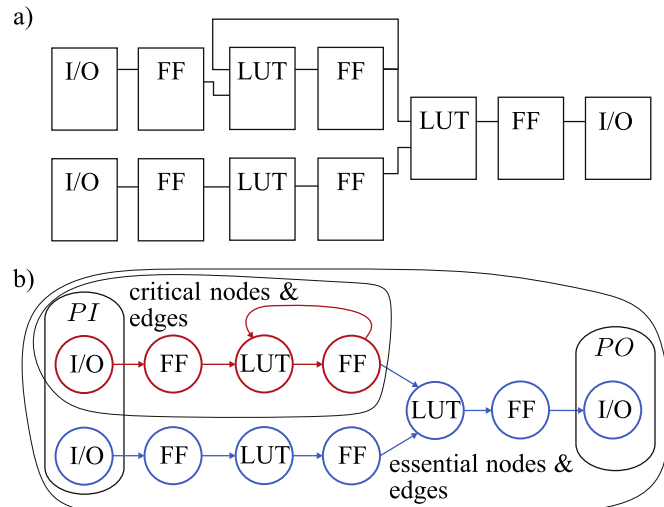 a)
I/O FF LUT FF
LUT FF I/O
I/O FF LUT FF
b)
critical nodes &
edges
PI
PO
I/O FF LUT FF
LUT FF I/O
I/O FF LUT FF
essential nodes &
edges